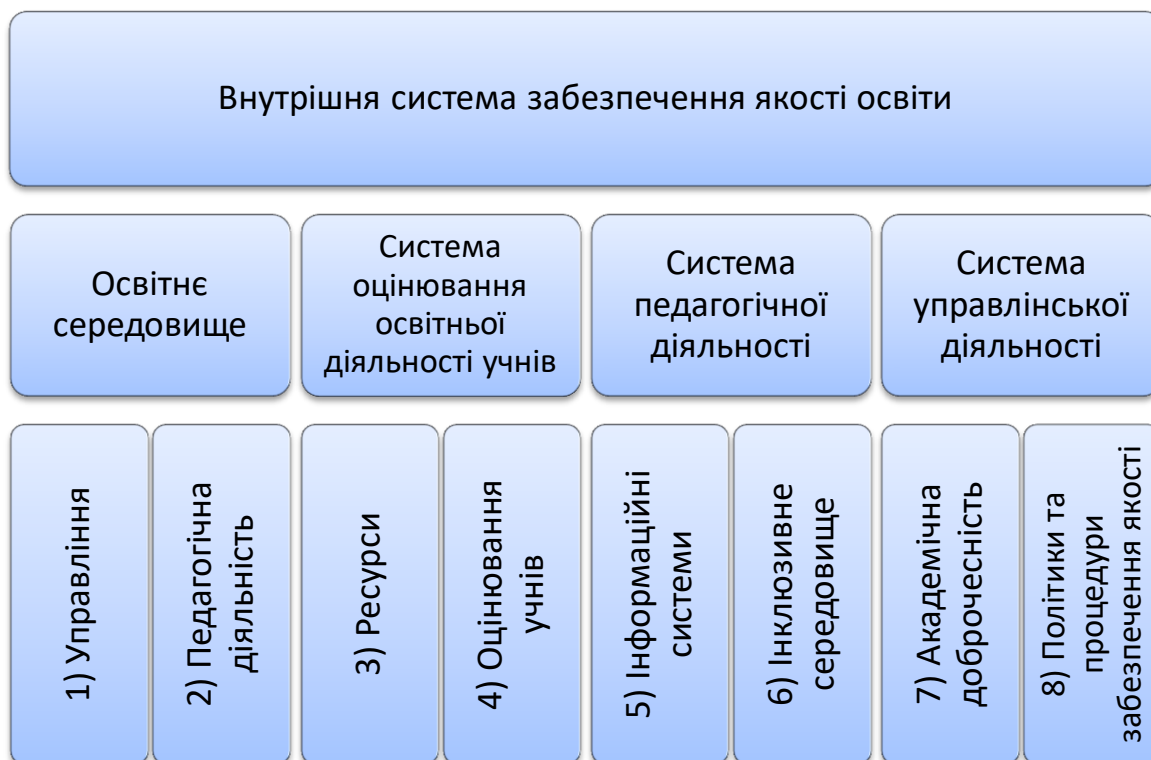 Внутрішня система забезпечення якості освіти
Освітнє
середовище
Система
оцінювання
освітньої
діяльності учнів
Система
педагогічної
діяльності
Система
управлінської
діяльності
1) Управління
2) Педагогічна
діяльність
3) Ресурси
4) Оцінювання
учнів
5) Інформаційні
системи
6) Інклюзивне
середовище
7) Академічна
доброчесність
8) Політики та
процедури
забезпечення якості